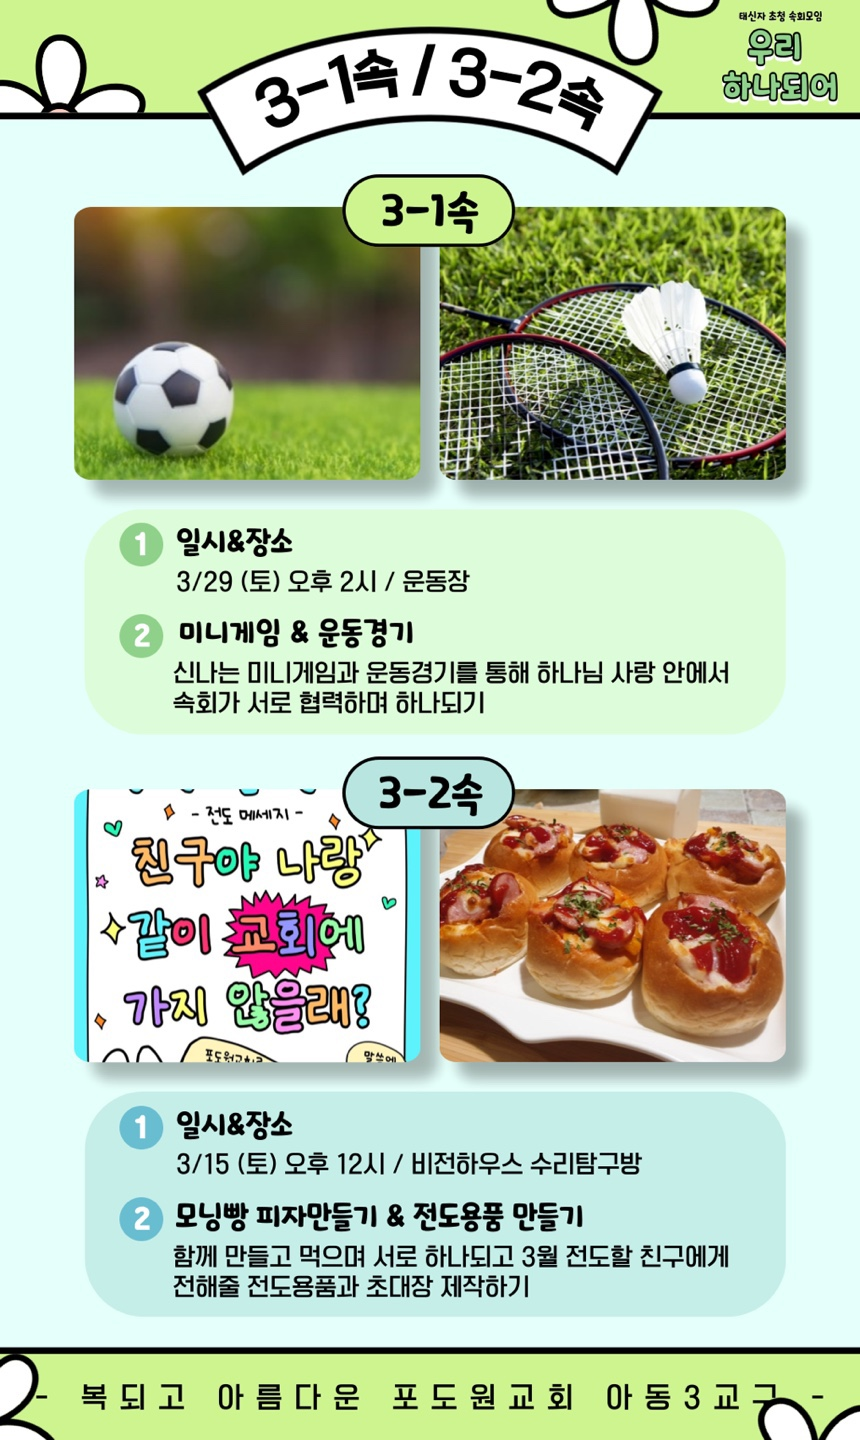 태신자 초청 속회모임
우리
하나되어
3-1속 / 3-2속
3-1속
1 일시&장소
3/29 (토) 오후 2시 / 운동장
2 미니게임 & 운동경기
신나는 미니게임과 운동경기를 통해 하나님 사랑 안에서
속회가 서로 협력하며 하나되기
3-2속
- 전도 메세지 -
친구야 나랑
같이 교회에
가지 않을래?
1 일시&장소
3/15 (토) 오후 12시 / 비전하우스 수리탐구방
2 모닝빵 피자만들기 & 전도용품 만들기
함께 만들고 먹으며 서로 하나되고 3월 전도할 친구에게
전해줄 전도용품과 초대장 제작하기
- 복되고 아름다운 포도원교회 아동3교구 -